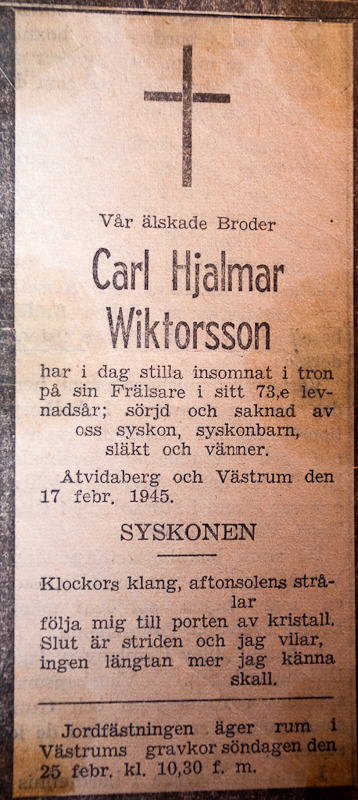 Vår älskade Broder
Carl Hjalmar
Wiktorsson
har i dag stilla insomnat i tron
på sin Frälsare i sitt 73,e lev-
nadsår; sörjd och saknad av
oss syskon, syskonbarn,
släkt och vänner.
Åtvidaberg och Västrum den
17 febr. 1945.
SYSKONEN
Klockors klang, aftonsolens strå-
lar
följa mig till porten av kristall.
Slut är striden och jag vilar,
ingen längtan mer jag känna
skall.
Jordfästningen äger rum i
Västrums gravkor söndagen den
25 febr. kl. 10,30 f. m.